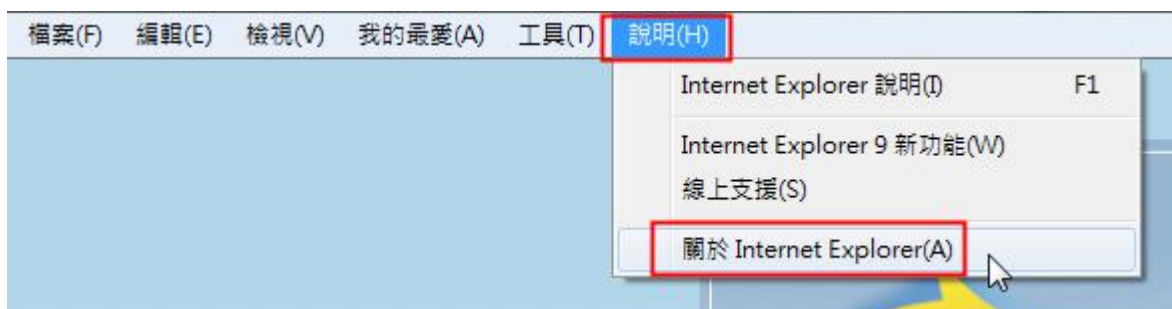 檔案(F) 編輯(E) 檢視(V) 我的最愛(A) 工具(T) 說明(H)
Internet Explorer 說明(I) F1
Internet Explorer 9 新功能(W)
線上支援(S)
關於 Internet Explorer(A)